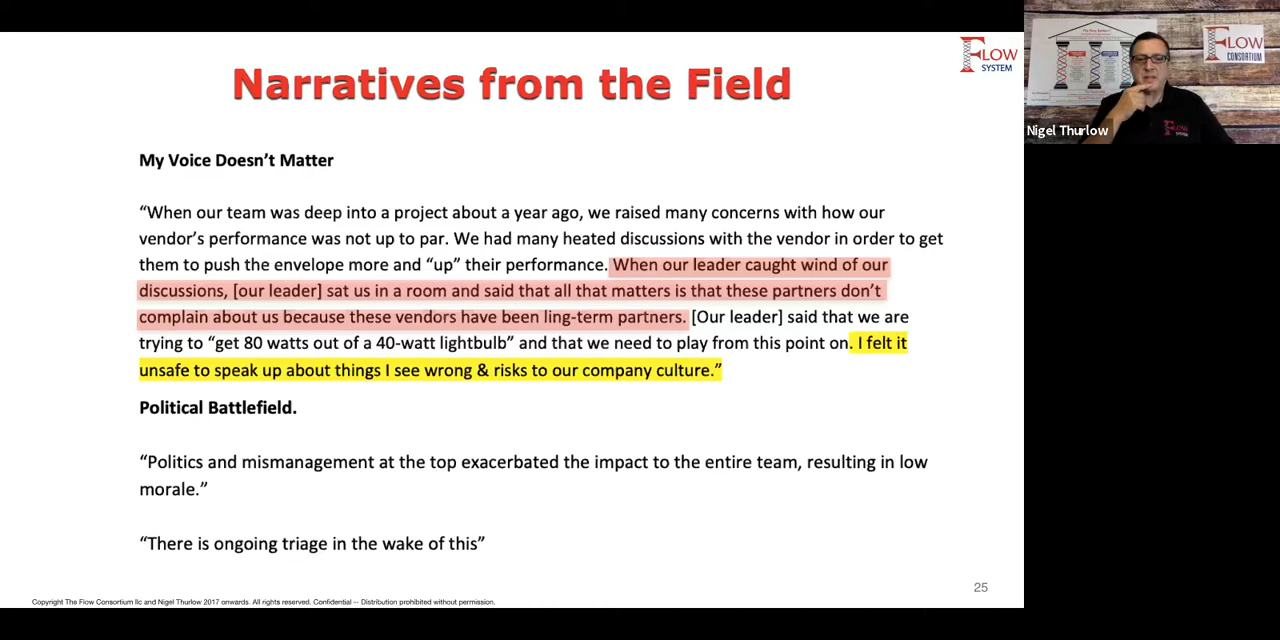 FLOW
SYSTEM
Narratives from the Field
My Voice Doesn’t Matter
“When our team was deep into a project about a year ago, we raised many concerns with how our
vendor’s performance was not up to par. We had many heated discussions with the vendor in order to get
them to push the envelope more and “up” their performance. When our leader caught wind of our
discussions, [our leader] sat us in a room and said that all that matters is that these partners don’t
complain about us because these vendors have been ling-term partners. [Our leader] said that we are
trying to “get 80 watts out of a 40-watt lightbulb” and that we need to play from this point on. I felt it
unsafe to speak up about things I see wrong & risks to our company culture.”
Political Battlefield.
“Politics and mismanagement at the top exacerbated the impact to the entire team, resulting in low
morale.”
“There is ongoing triage in the wake of this”
25
Copyright The Flow Consortium llc and Nigel Thurlow 2017 onwards. All rights reserved. Confidential -- Distribution prohibited without permission.
The Flow System
FLOW
CONSORTIUM
FLOW
SYSTEM
Nigel Thurlow